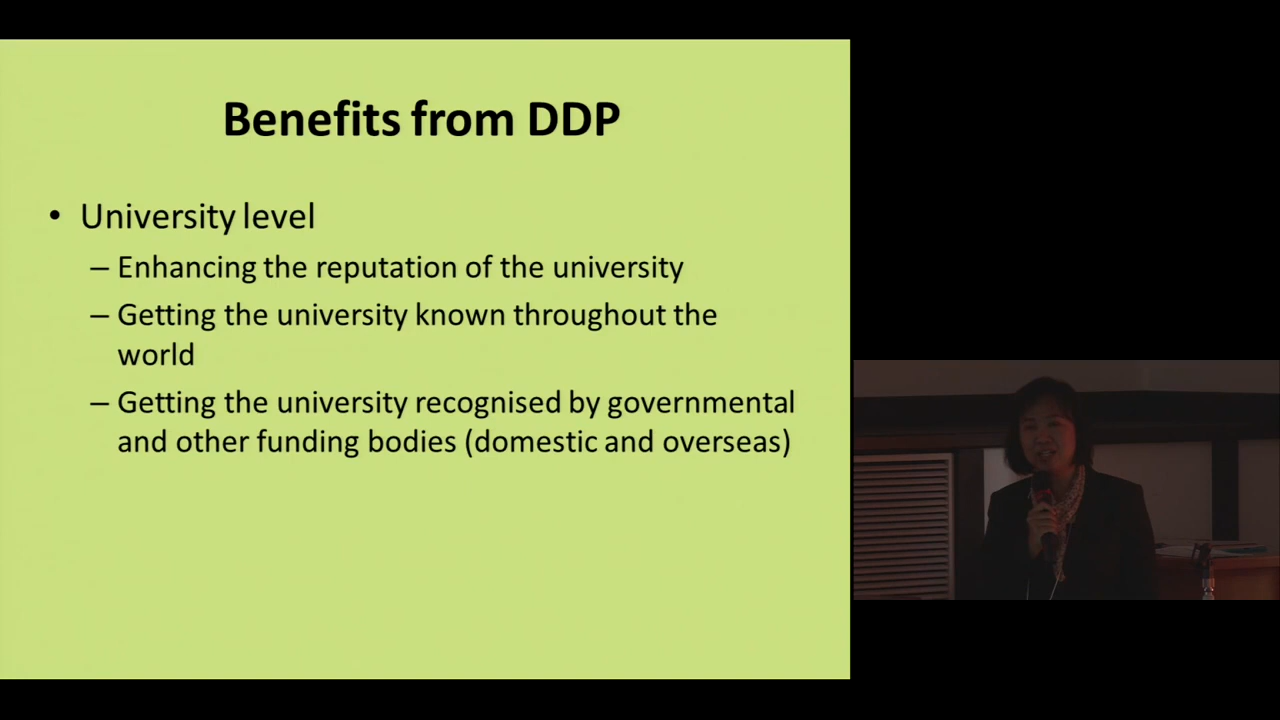 Benefits from DDP
• University level
– Enhancing the reputation of the university
– Getting the university known throughout the
world
– Getting the university recognised by governmental
and other funding bodies (domestic and overseas)